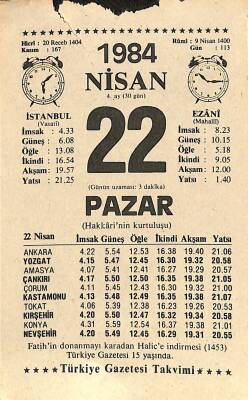 Hicrî : 20 Receb 1404
Kasım : 167
Rûmî : 9 Nisan 1400
Gün : 113
1984
NİSAN
4. ay (30 gün)
İSTANBUL
(Vasatî)
İmsak : 4.33
Güneş : 6.08
Öğle : 13.08
İkindi : 16.54
Akşam : 19.57
Yatsı : 21.25
22
EZANÎ
(Mahallî)
İmsak : 8.23
Güneş : 10.15
Öğle : 5.18
İkindi : 9.05
Akşam : 12.00
Yatsı : 1.40
(Günün uzaması: 3 dakika)
PAZAR
(Hakkâri'nin kurtuluşu)
22 Nisan İmsak Güneş Öğle İkindi Akşam Yatsı
ANKARA 4.22 5.54 12.53 16.38 19.40 21.06
YOZGAT 4.15 5.47 12.45 16.30 19.32 20.58
AMASYA 4.07 5.41 12.41 16.27 19.29 20.57
ÇANKIRI 4.17 5.50 12.50 16.35 19.38 21.05
ÇORUM 4.11 5.45 12.43 16.30 19.32 21.00
KASTAMONU 4.13 5.48 12.49 16.35 19.38 21.07
TOKAT 4.06 5.39 12.38 16.23 19.26 20.53
KIRŞEHİR 4.20 5.50 12.47 16.32 19.34 20.58
KONYA 4.31 5.59 12.54 16.37 19.38 21.01
NEVŞEHİR 4.20 5.49 12.45 16.29 19.31 20.55
Fatih'in donanmayı karadan Haliç'e indirmesi (1453)
Türkiye Gazetesi 15 yaşında.
★★★★ Türkiye Gazetesi Takvimi ★★★★